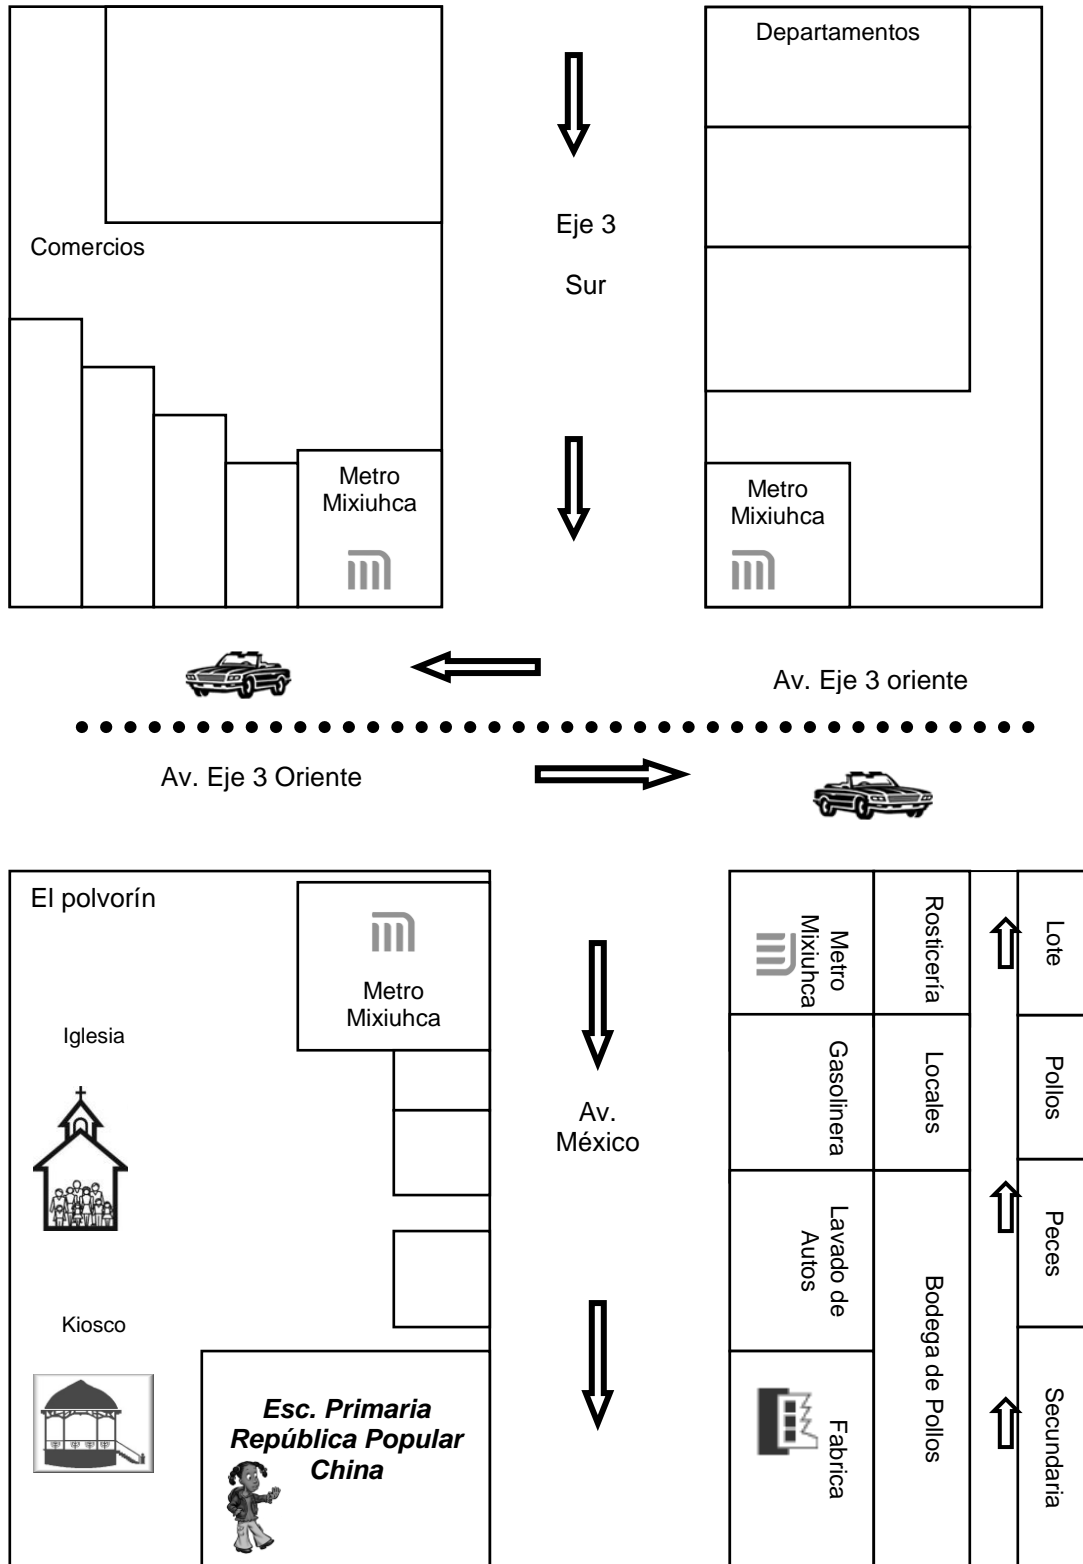 Departamentos
Eje 3
Sur
Comercios
Metro
Mixiuhca
Metro
Mixiuhca
Av. Eje 3 oriente
Av. Eje 3 Oriente
El polvorín
Metro
Mixiuhca
Iglesia
Kiosco
Esc. Primaria
República Popular
China
Av.
México
Metro
Mixiuhca
Rosticería
Lote
Gasolinera
Locales
Pollos
Lavado de
Autos
Bodega de Pollos
Peces
Fabrica
Secundaria